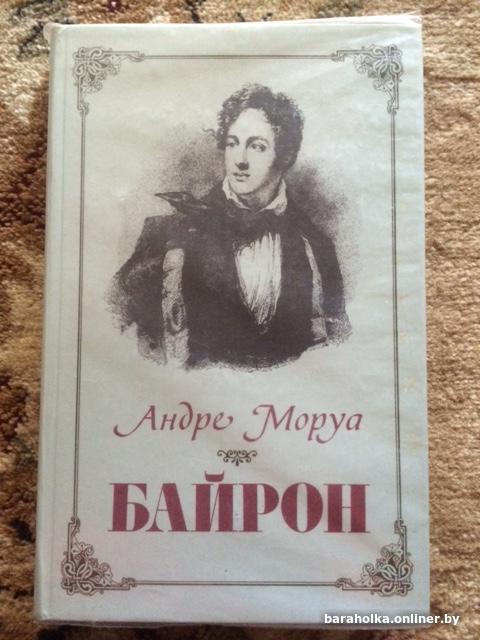 Андре Моруа
БАЙРОН
baraholka.onliner.by